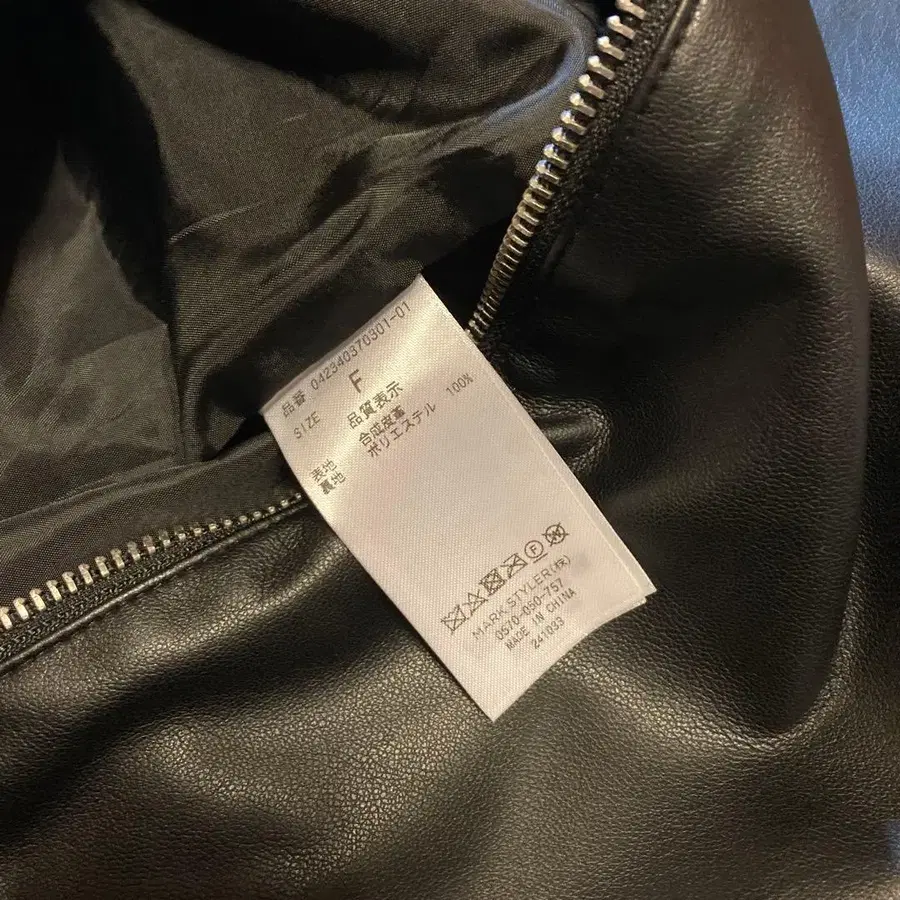 品番 042340370301-01
SIZE F
品質表示
表地 合成皮革
裏地 ポリエステル 100%
F
MARK STYLER(株)
0570-050-757
MADE IN CHINA
241033